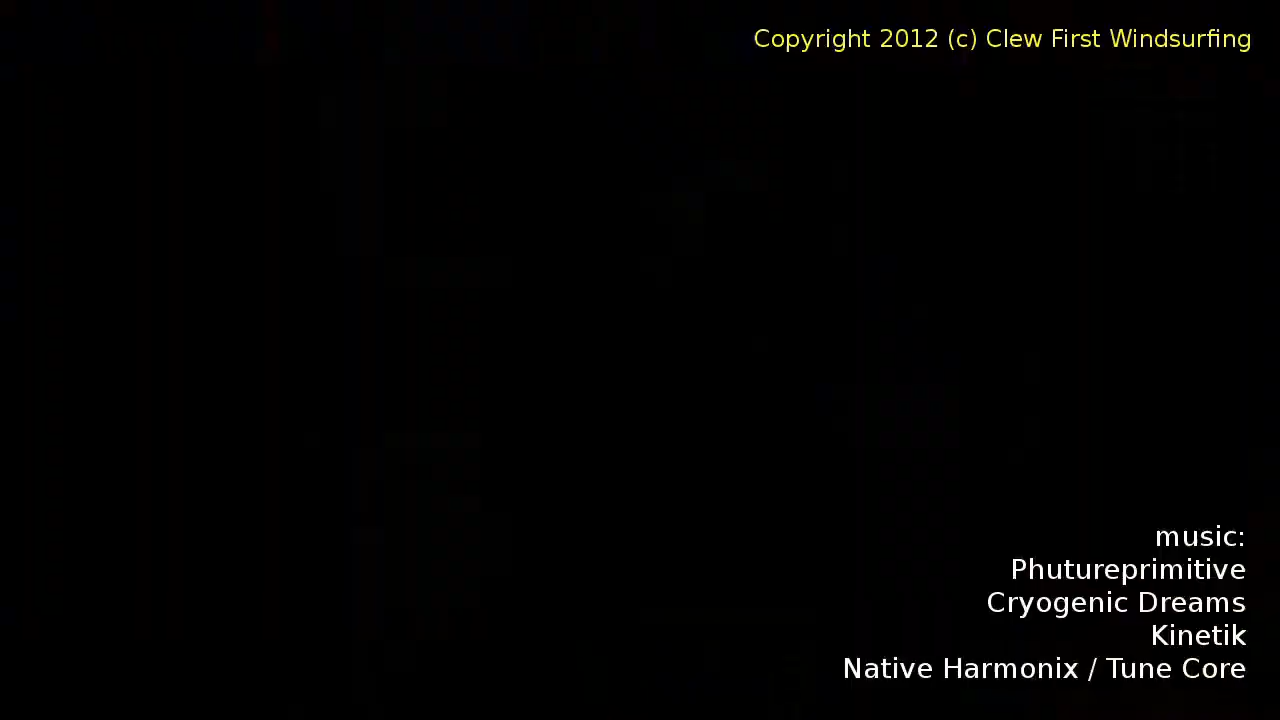 Copyright 2012 (c) Clew First Windsurfing
music:
Phutureprimitive
Cryogenic Dreams
Kinetik
Native Harmonix / Tune Core